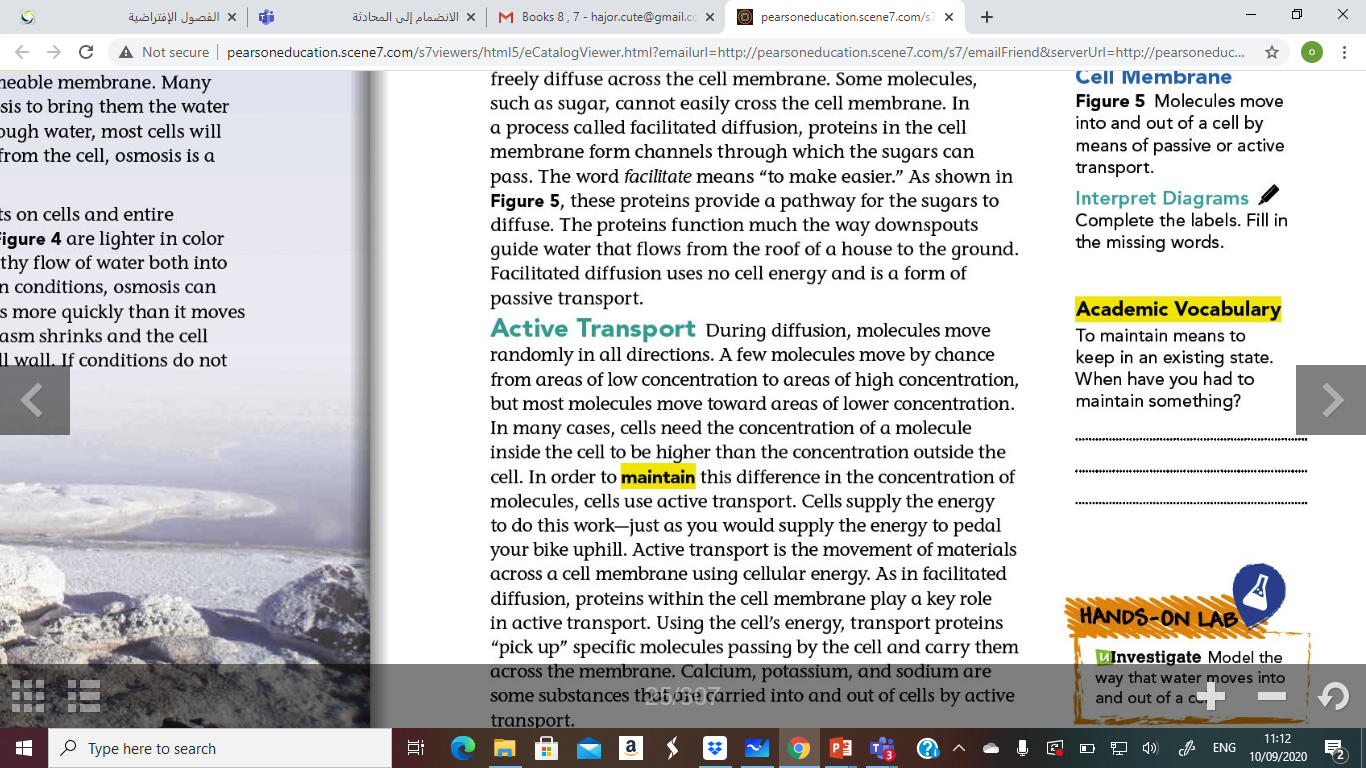 الفصول الإفتراضية
الانضمام إلى المحادثة
Books 8 , 7 - hajor.cute@gmail.cc
pearsoneducation.scene7.com/s7
Not secure
pearsoneducation.scene7.com/s7viewers/html5/eCatalogViewer.html?emailurl=http://pearsoneducation.scene7.com/s7/emailFriend&serverUrl=http://pearsoneduc...
o
neable membrane. Many
sis to bring them the water
ough water, most cells will
from the cell, osmosis is a
ts on cells and entire
Figure 4 are lighter in color
thy flow of water both into
n conditions, osmosis can
s more quickly than it moves
asm shrinks and the cell
ll wall. If conditions do not
freely diffuse across the cell membrane. Some molecules,
such as sugar, cannot easily cross the cell membrane. In
a process called facilitated diffusion, proteins in the cell
membrane form channels through which the sugars can
pass. The word facilitate means “to make easier.” As shown in
Figure 5, these proteins provide a pathway for the sugars to
diffuse. The proteins function much the way downspouts
guide water that flows from the roof of a house to the ground.
Facilitated diffusion uses no cell energy and is a form of
passive transport.
Active Transport During diffusion, molecules move
randomly in all directions. A few molecules move by chance
from areas of low concentration to areas of high concentration,
but most molecules move toward areas of lower concentration.
In many cases, cells need the concentration of a molecule
inside the cell to be higher than the concentration outside the
cell. In order to maintain this difference in the concentration of
molecules, cells use active transport. Cells supply the energy
to do this work—just as you would supply the energy to pedal
your bike uphill. Active transport is the movement of materials
across a cell membrane using cellular energy. As in facilitated
diffusion, proteins within the cell membrane play a key role
in active transport. Using the cell’s energy, transport proteins
“pick up” specific molecules passing by the cell and carry them
across the membrane. Calcium, potassium, and sodium are
some substances that are carried into and out of cells by active
transport.
Cell Membrane
Figure 5 Molecules move
into and out of a cell by
means of passive or active
transport.
Interpret Diagrams
Complete the labels. Fill in
the missing words.
Academic Vocabulary
To maintain means to
keep in an existing state.
When have you had to
maintain something?
HANDS-ON LAB
uInvestigate Model the
way that water moves into
and out of a
Type here to search
3
ENG
11:12
10/09/2020
2